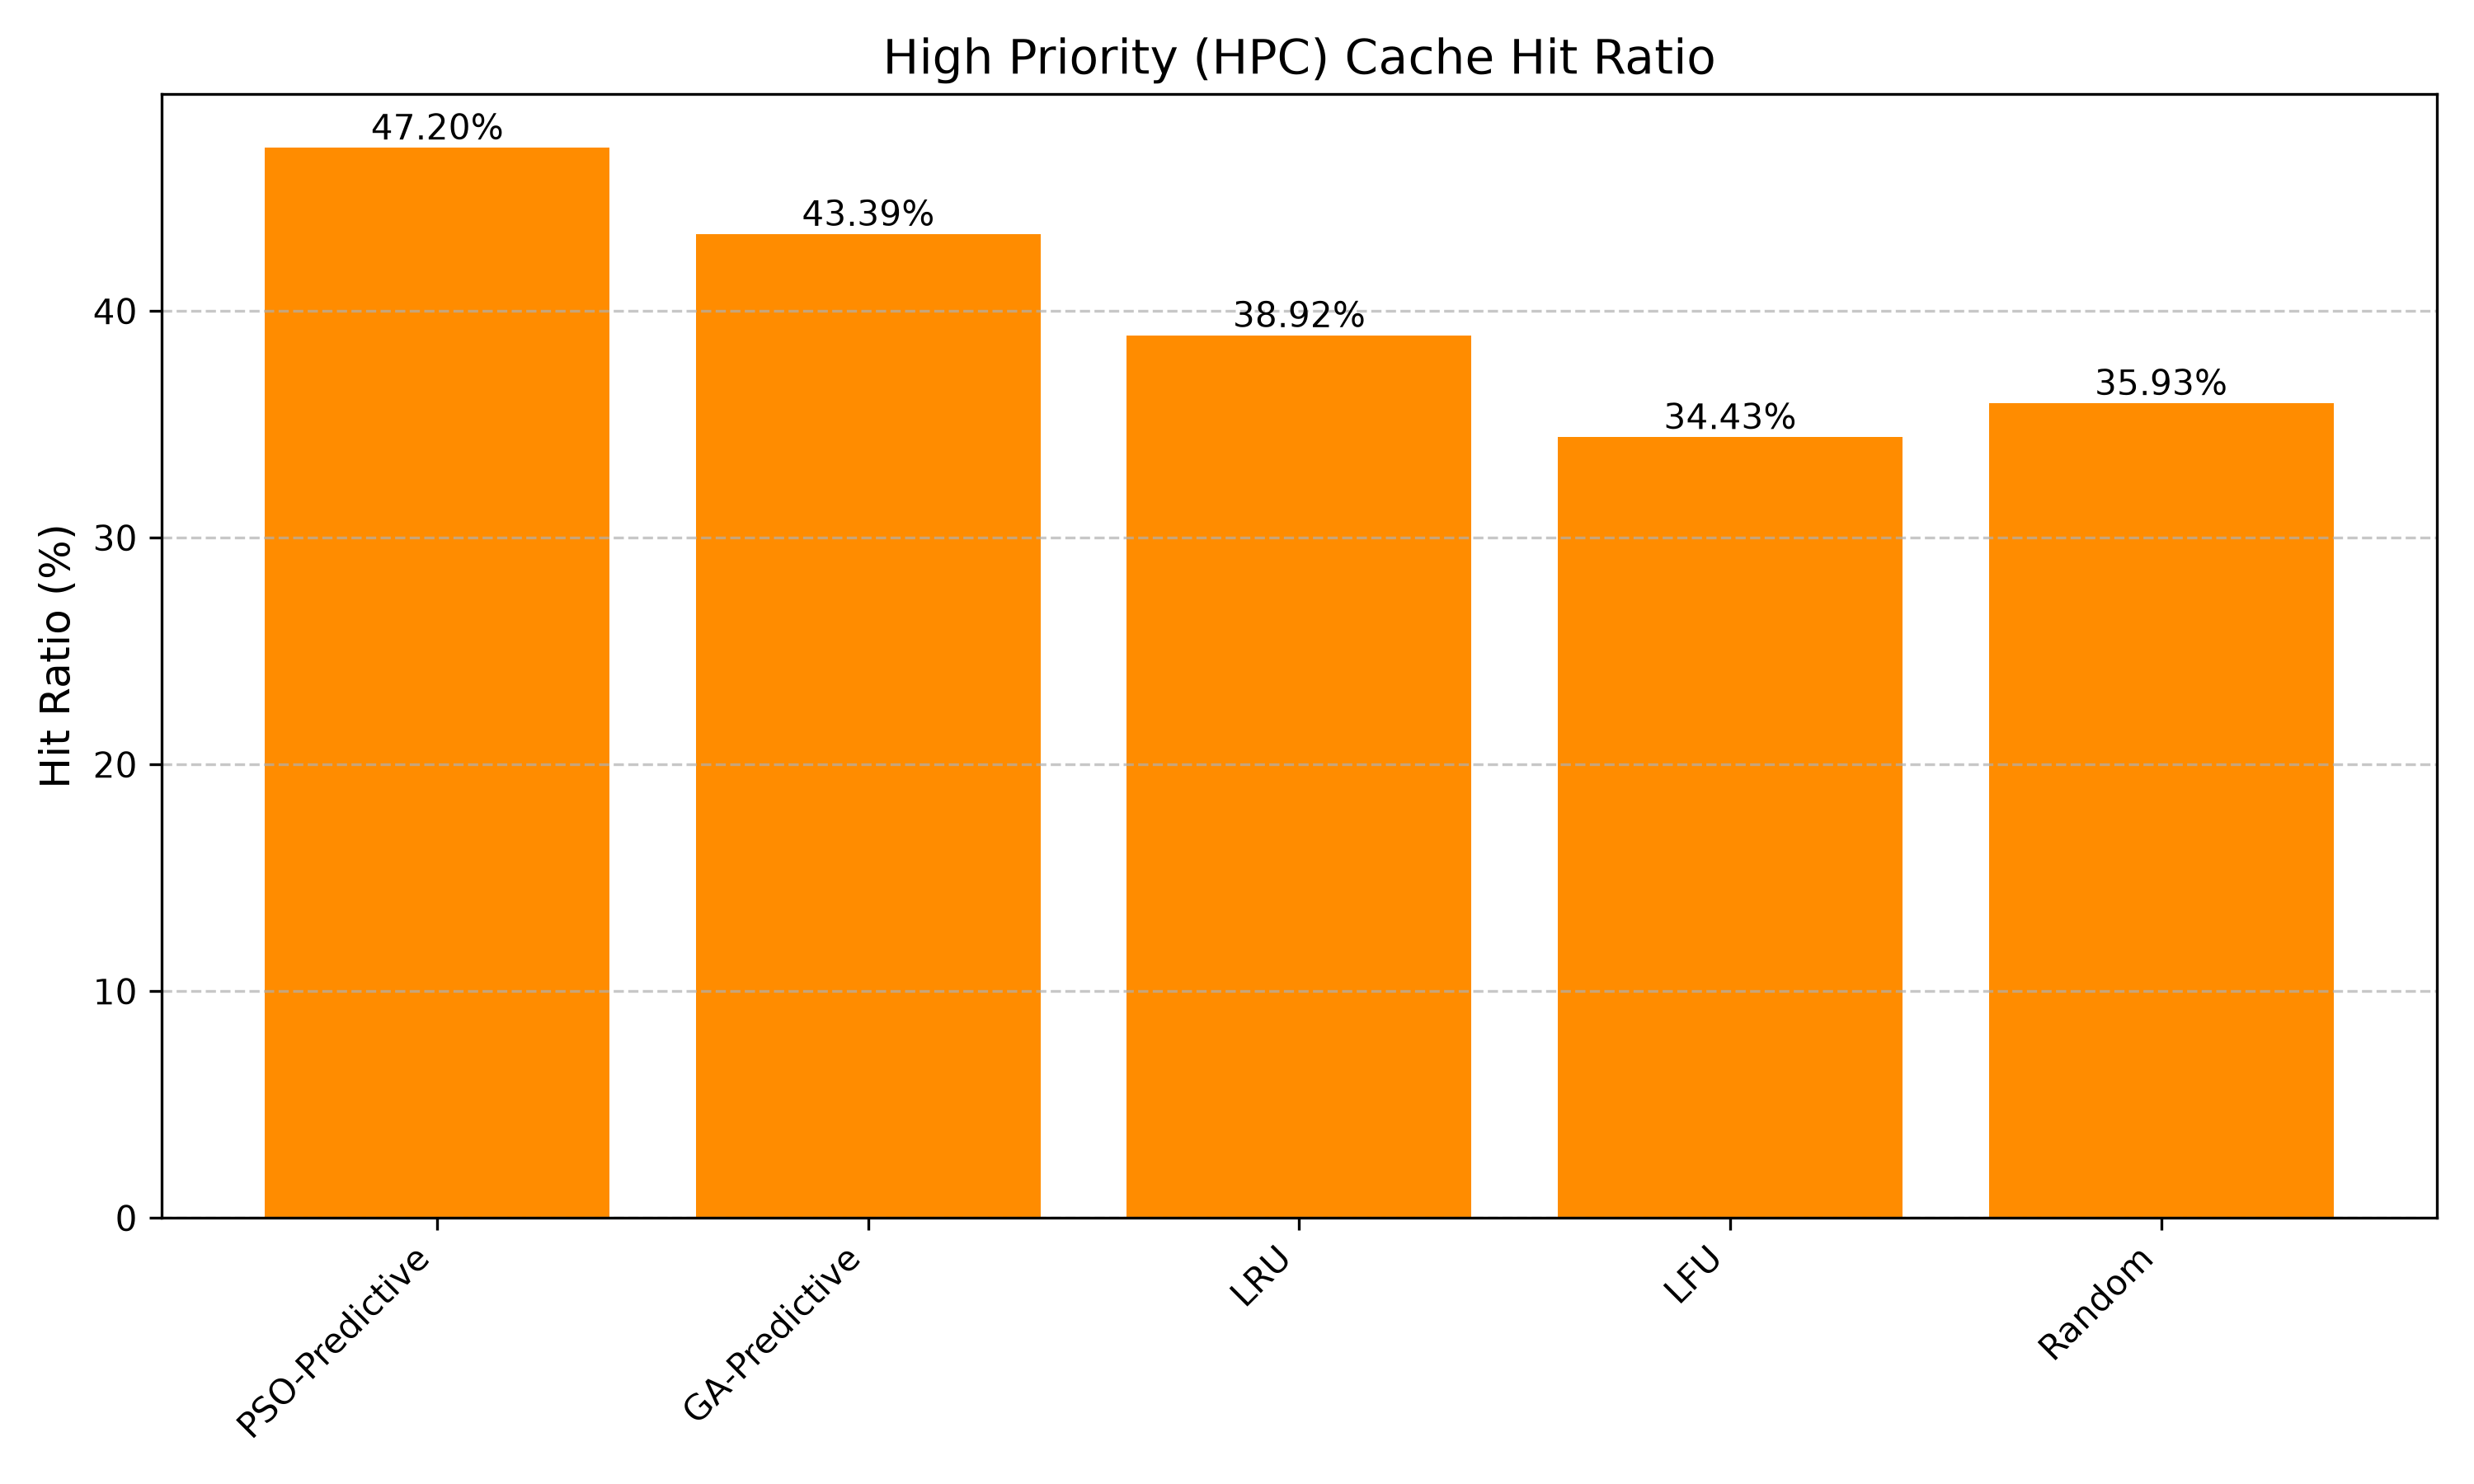 High Priority (HPC) Cache Hit Ratio
47.20%
43.39%
38.92%
34.43%
35.93%
Hit Ratio (%)
40
30
20
10
0
PSO-Predictive
GA-Predictive
LRU
LFU
Random